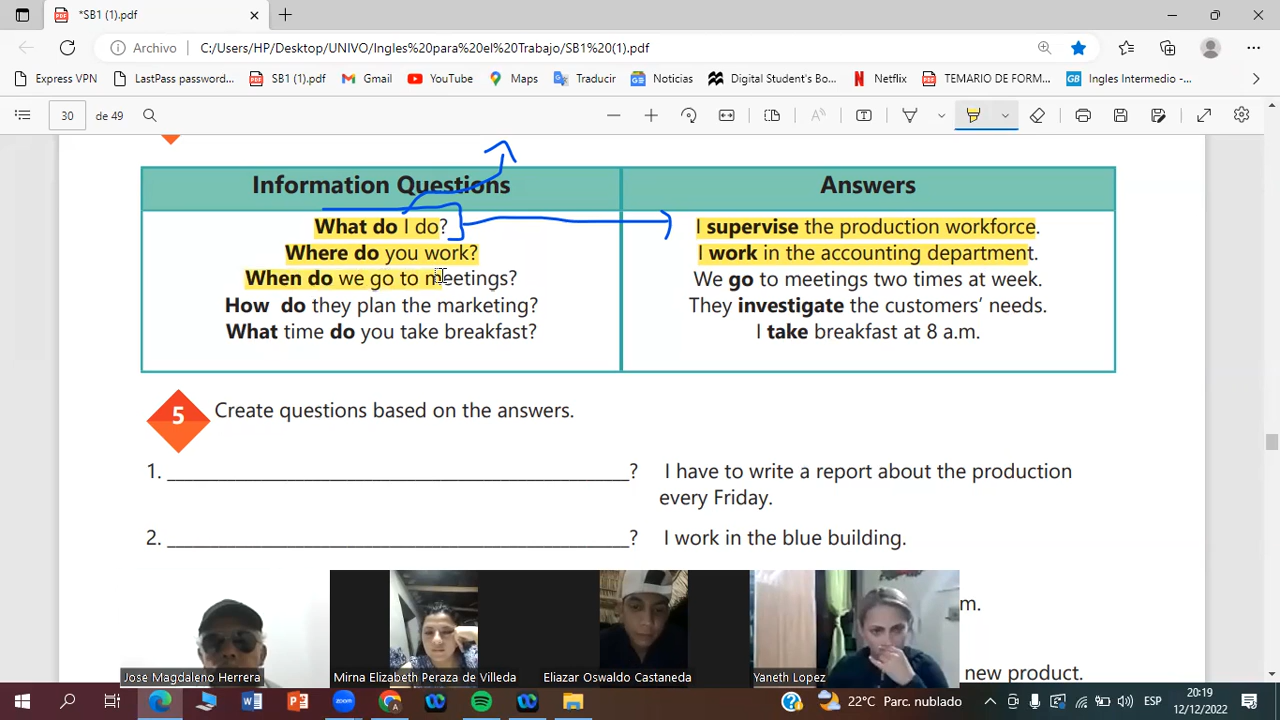 *SB1 (1).pdf
Archivo C:/Users/HP/Desktop/UNIVO/Ingles%20para%20el%20Trabajo/SB1%20(1).pdf
Express VPN LastPass password... SB1 (1).pdf Gmail YouTube Maps Traducir Noticias Digital Student's Bo... Netflix TEMARIO DE FORM... Ingles Intermedio -...
30 de 49
Information Questions Answers
What do I do? I supervise the production workforce.
Where do you work? I work in the accounting department.
When do we go to meetings? We go to meetings two times at week.
How do they plan the marketing? They investigate the customers' needs.
What time do you take breakfast? I take breakfast at 8 a.m.
5 Create questions based on the answers.
1. ____________________________________________? I have to write a report about the production
every Friday.
2. ____________________________________________? I work in the blue building.
m.
new product.
Jose Magdaleno Herrera Mirna Elizabeth Peraza de Villeda Eliazar Oswaldo Castaneda Yaneth Lopez
22°C Parc. nublado ESP 20:19
12/12/2022